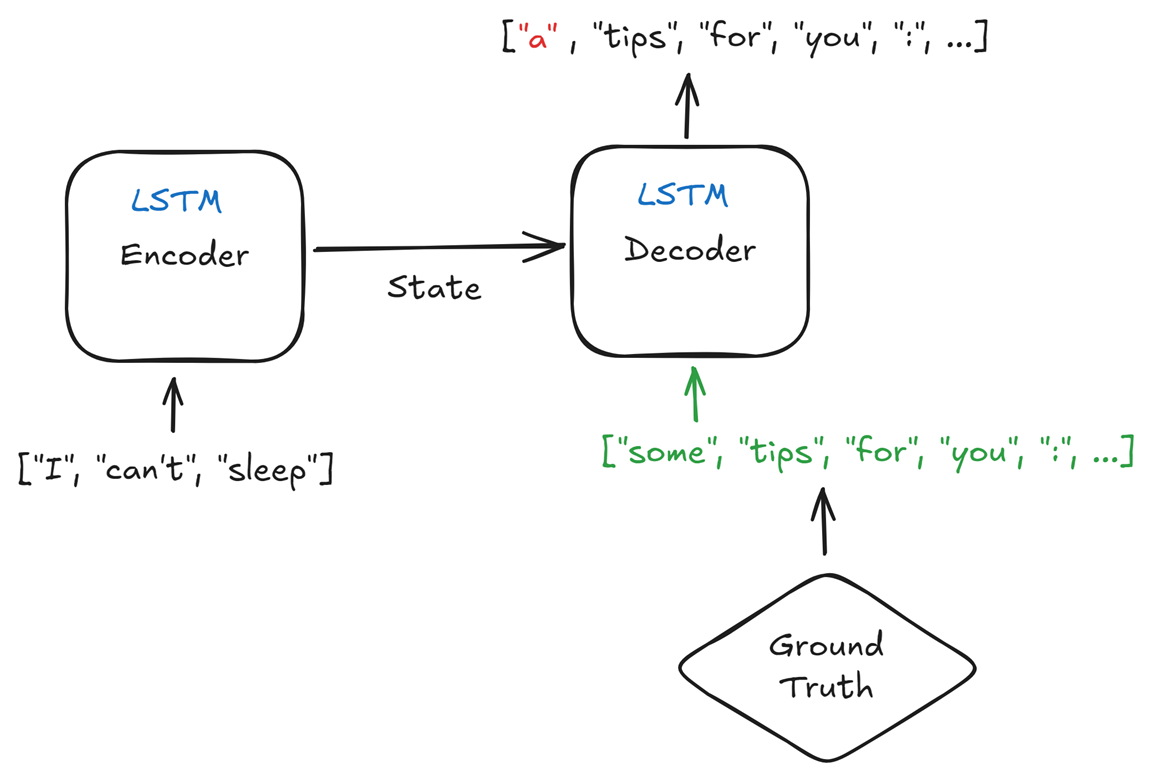 ["a" , "tips", "for", "you", ":", ...]
LSTM
Encoder
State
LSTM
Decoder
["I", "can't", "sleep"]
["some", "tips", "for", "you", ":", ...]
Ground
Truth